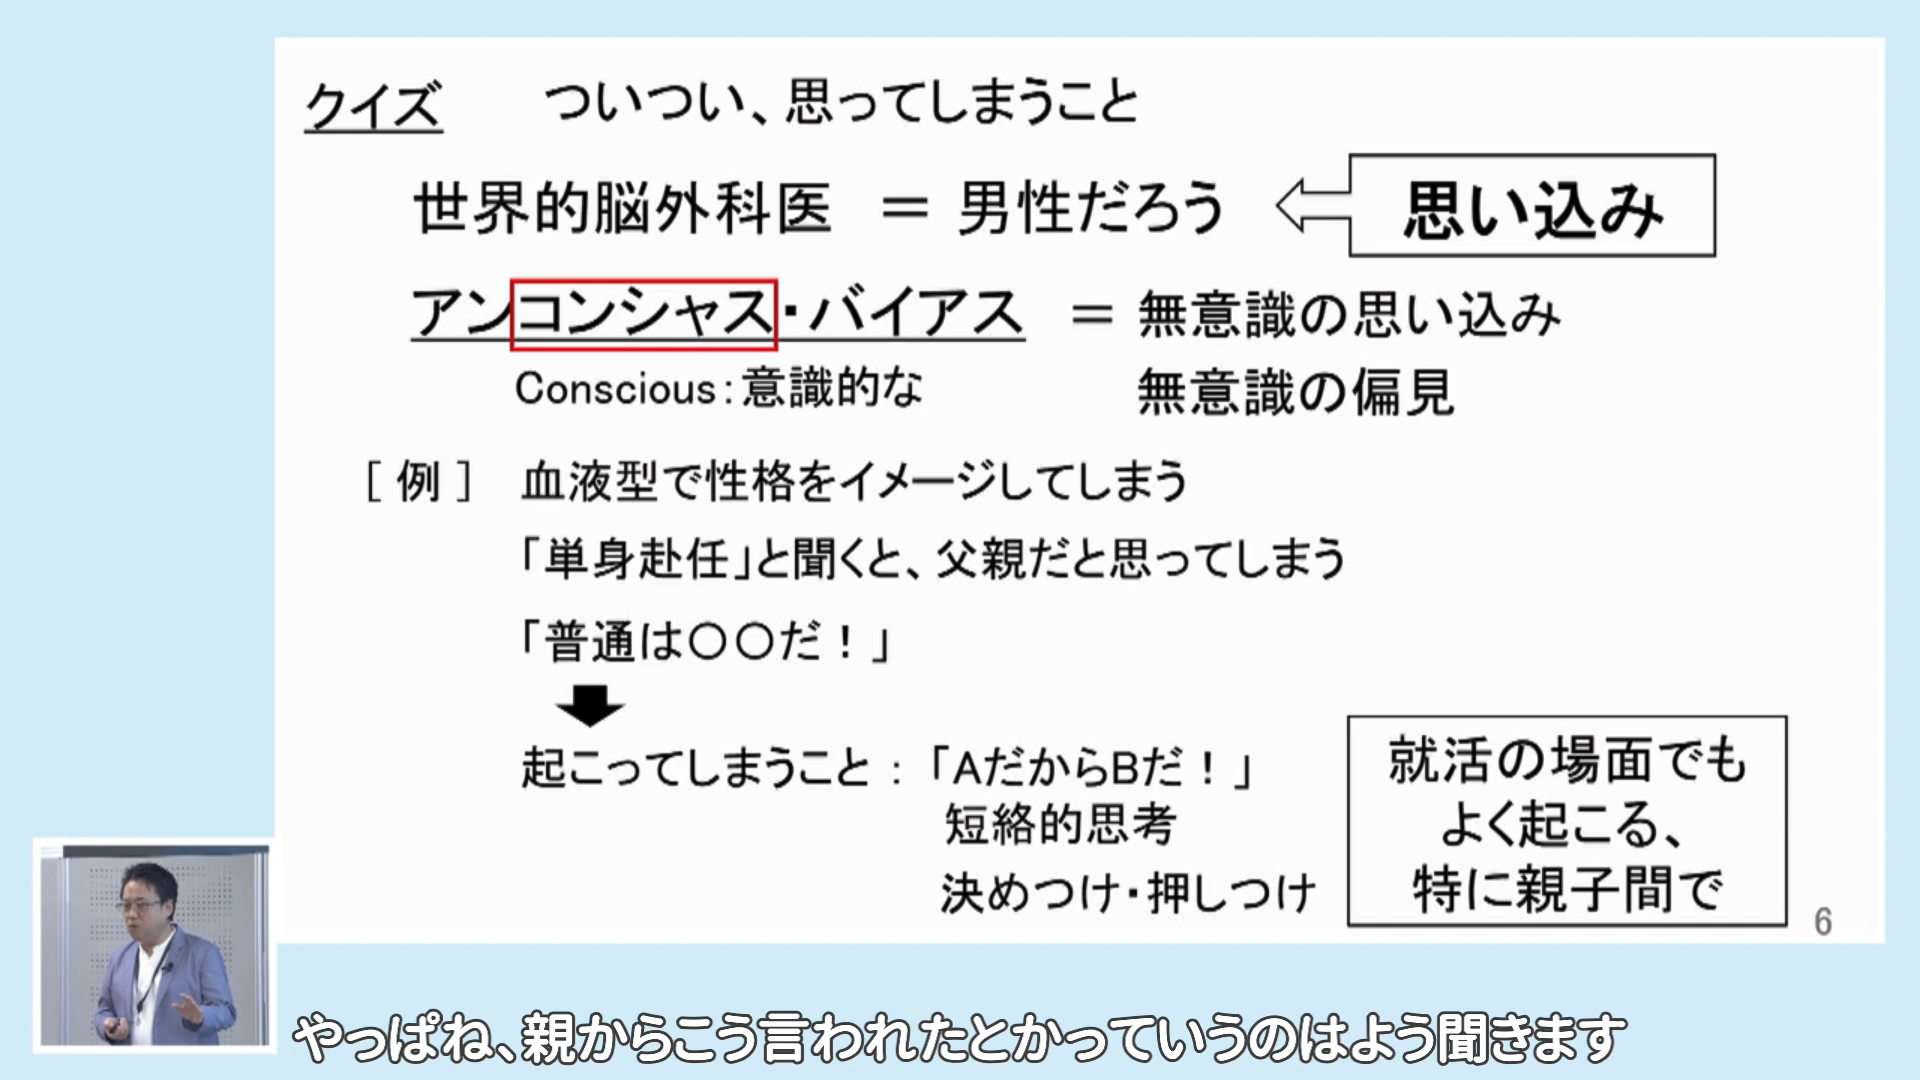 クイズ　ついつい、思ってしまうこと
世界的脳外科医 ＝ 男性だろう
思い込み
アンコンシャス・バイアス ＝ 無意識の思い込み
Conscious：意識的な
無意識の偏見
［例］ 血液型で性格をイメージしてしまう
「単身赴任」と聞くと、父親だと思ってしまう
「普通は〇〇だ！」
起こってしまうこと：「AだからBだ！」
短絡的思考
決めつけ・押しつけ
就活の場面でも
よく起こる、
特に親子間で
6
やっぱね、親からこう言われたとかっていうのはよう聞きます